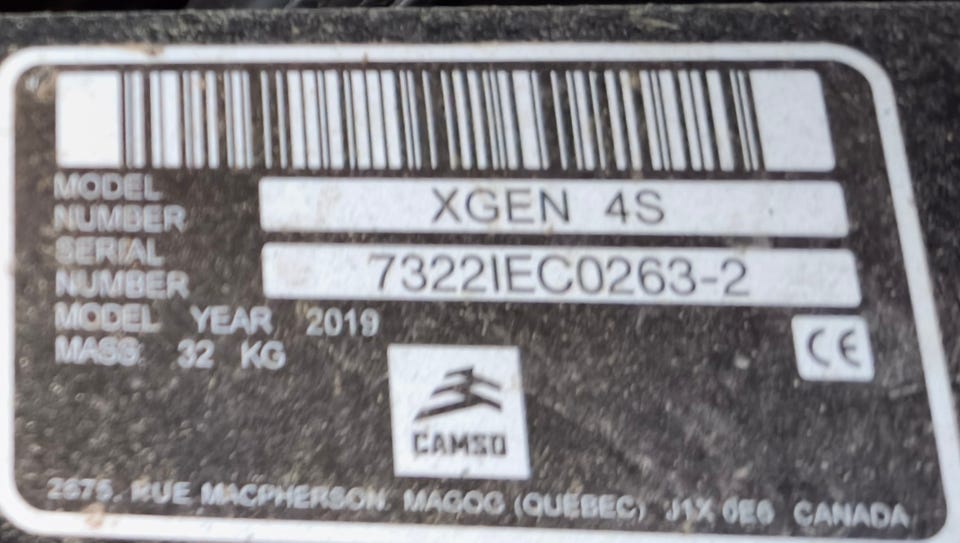 MODEL NUMBER XGEN 4S
SERIAL NUMBER 7322IEC0263-2
MODEL YEAR 2019
MASS: 32 KG
CE
CAMSO
2675, RUE MACPHERSON, MAGOG (QUEBEC) J1X 0E6 CANADA